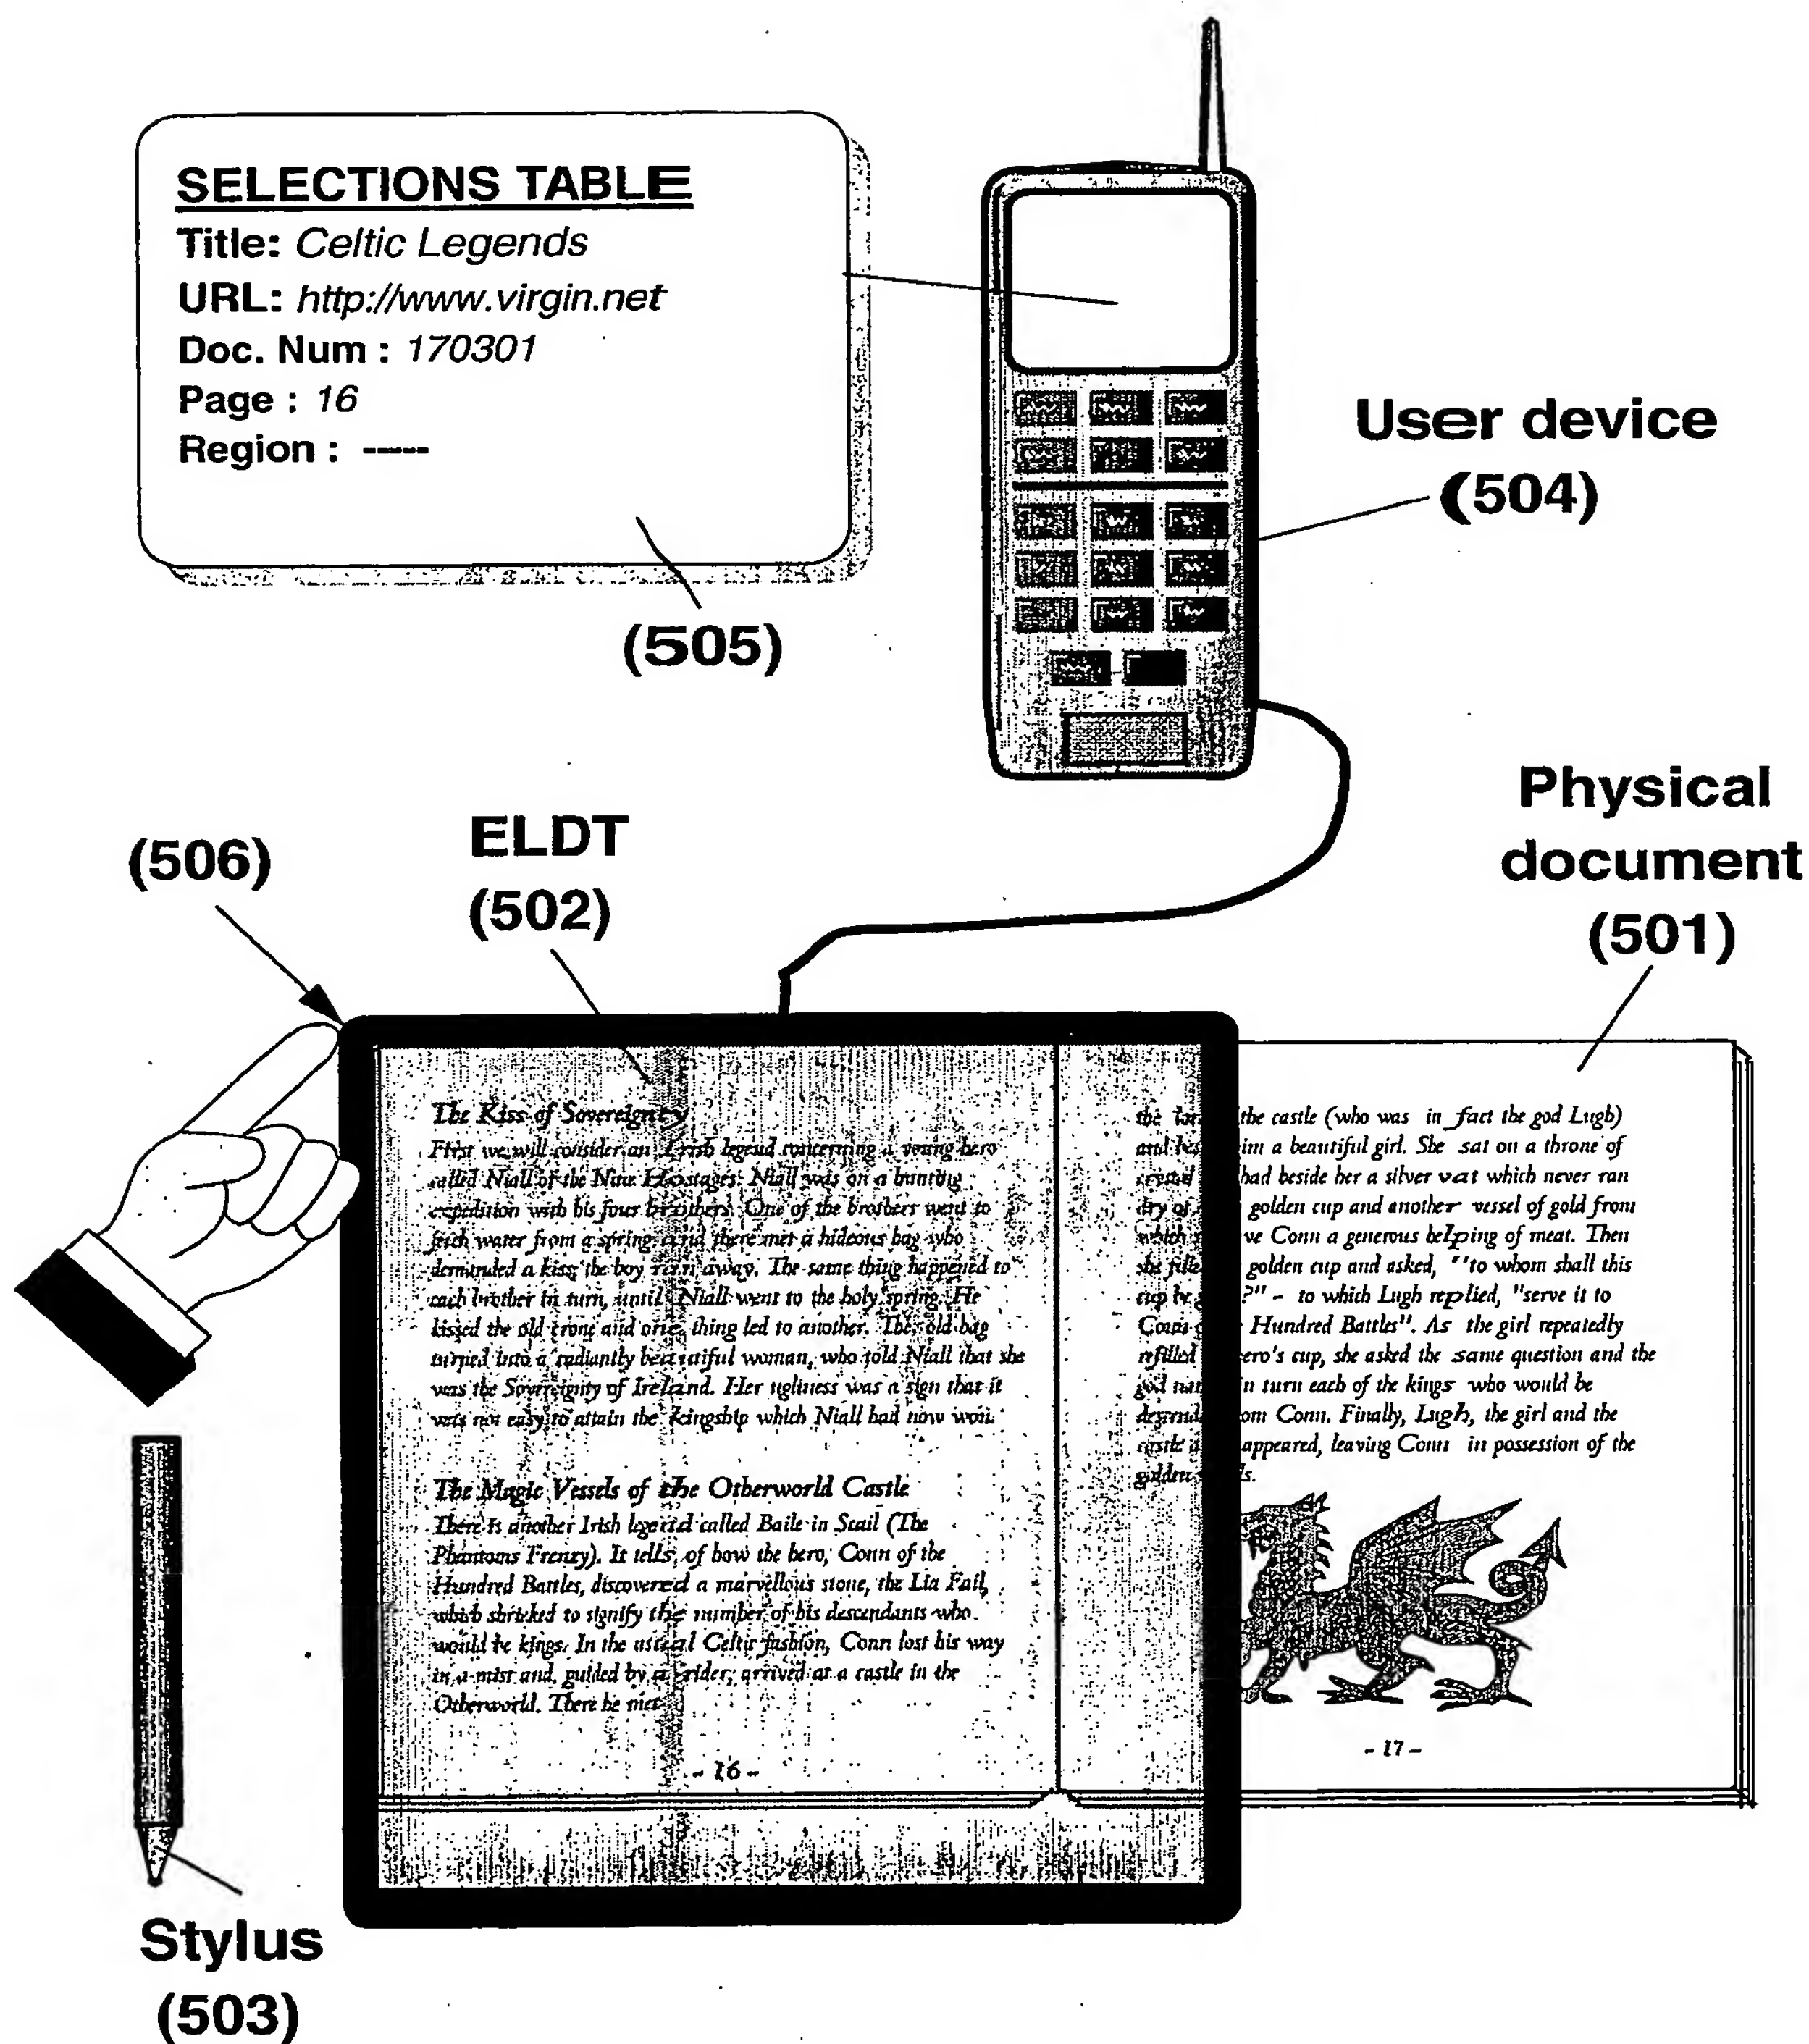 SELECTIONS TABLE
Title: Celtic Legends
URL: http://www.virgin.net
Doc. Num : 170301
Page : 16
Region : -----
(505)
User device
(504)
Physical
document
(501)
ELDT
(502)
(506)
The Kiss of Sovereignty
First we will consider an Irish legend concerning a young hero
called Niall of the Nine Hostages. Niall was on a hunting
expedition with his four brothers. One of the brothers went to
fetch water from a spring and there met a hideous hag who
demanded a kiss; the boy ran away. The same thing happened to
each brother in turn, until Niall went to the holy spring. He
kissed the old crone and one thing led to another. The old hag
turned into a radiantly beautiful woman, who told Niall that she
was the Sovereignty of Ireland. Her ugliness was a sign that it
was not easy to attain the kingship which Niall had now won.
The Magic Vessels of the Otherworld Castle
There is another Irish legend called Baile in Scail (The
Phantoms Frenzy). It tells of how the hero, Conn of the
Hundred Battles, discovered a marvellous stone, the Lia Fail,
which shrieked to signify the number of his descendants who
would be kings. In the usual Celtic fashion, Conn lost his way
in a mist and, guided by a rider, arrived at a castle in the
Otherworld. There he met
- 16 -
the the castle (who was in fact the god Lugh)
and im a beautiful girl. She sat on a throne of
had beside her a silver vat which never ran
dry golden cup and another vessel of gold from
which ve Conn a generous helping of meat. Then
she golden cup and asked, "to whom shall this
cup ?" – to which Lugh replied, "serve it to
Conn Hundred Battles". As the girl repeatedly
refilled ero's cup, she asked the same question and the
god in turn each of the kings who would be
om Conn. Finally, Lugh, the girl and the
castle appeared, leaving Conn in possession of the
golden ls.
- 17 -
Stylus
(503)